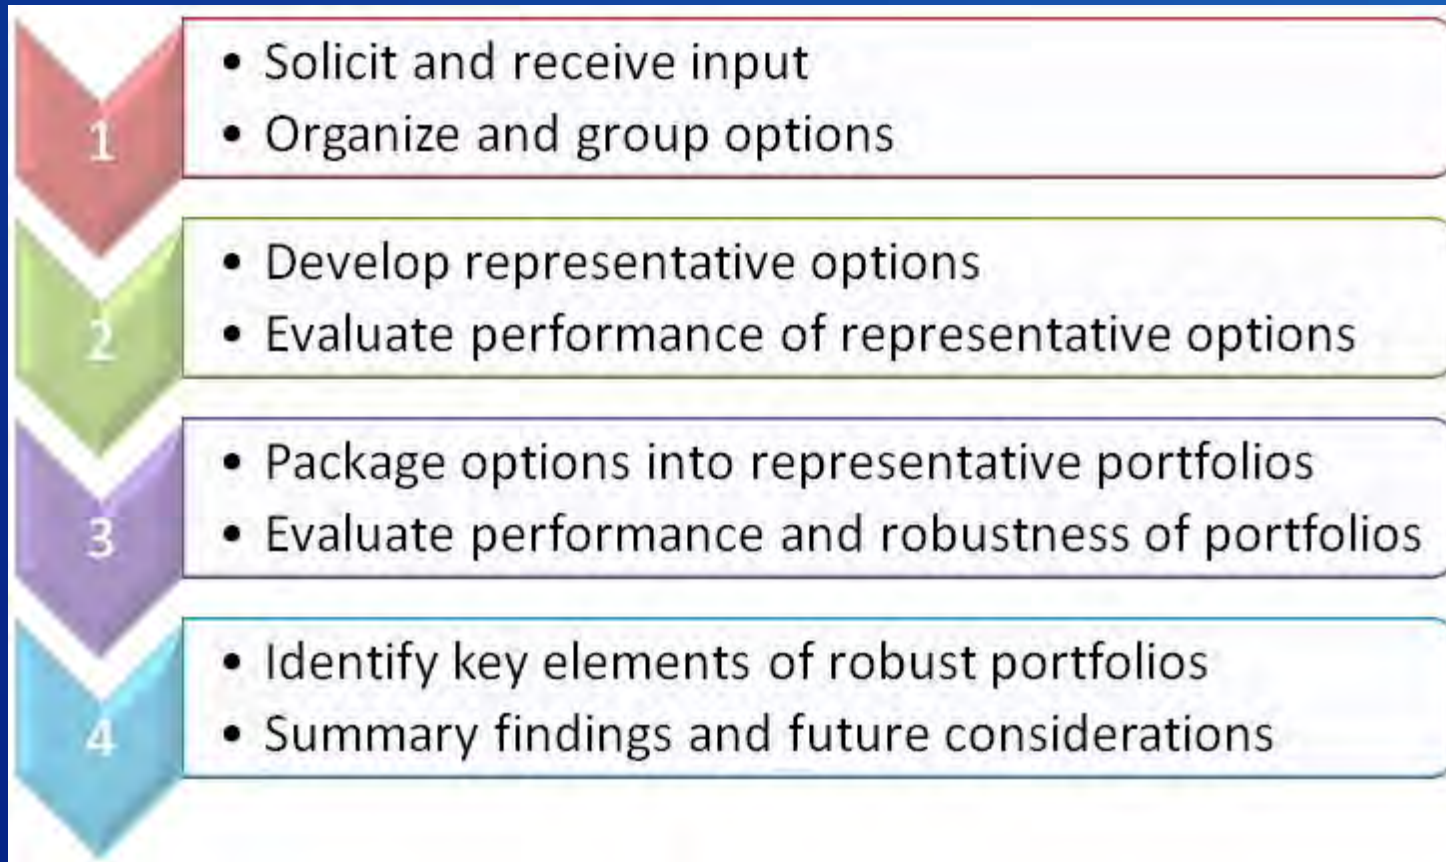 1
• Solicit and receive input
• Organize and group options
2
• Develop representative options
• Evaluate performance of representative options
3
• Package options into representative portfolios
• Evaluate performance and robustness of portfolios
4
• Identify key elements of robust portfolios
• Summary findings and future considerations